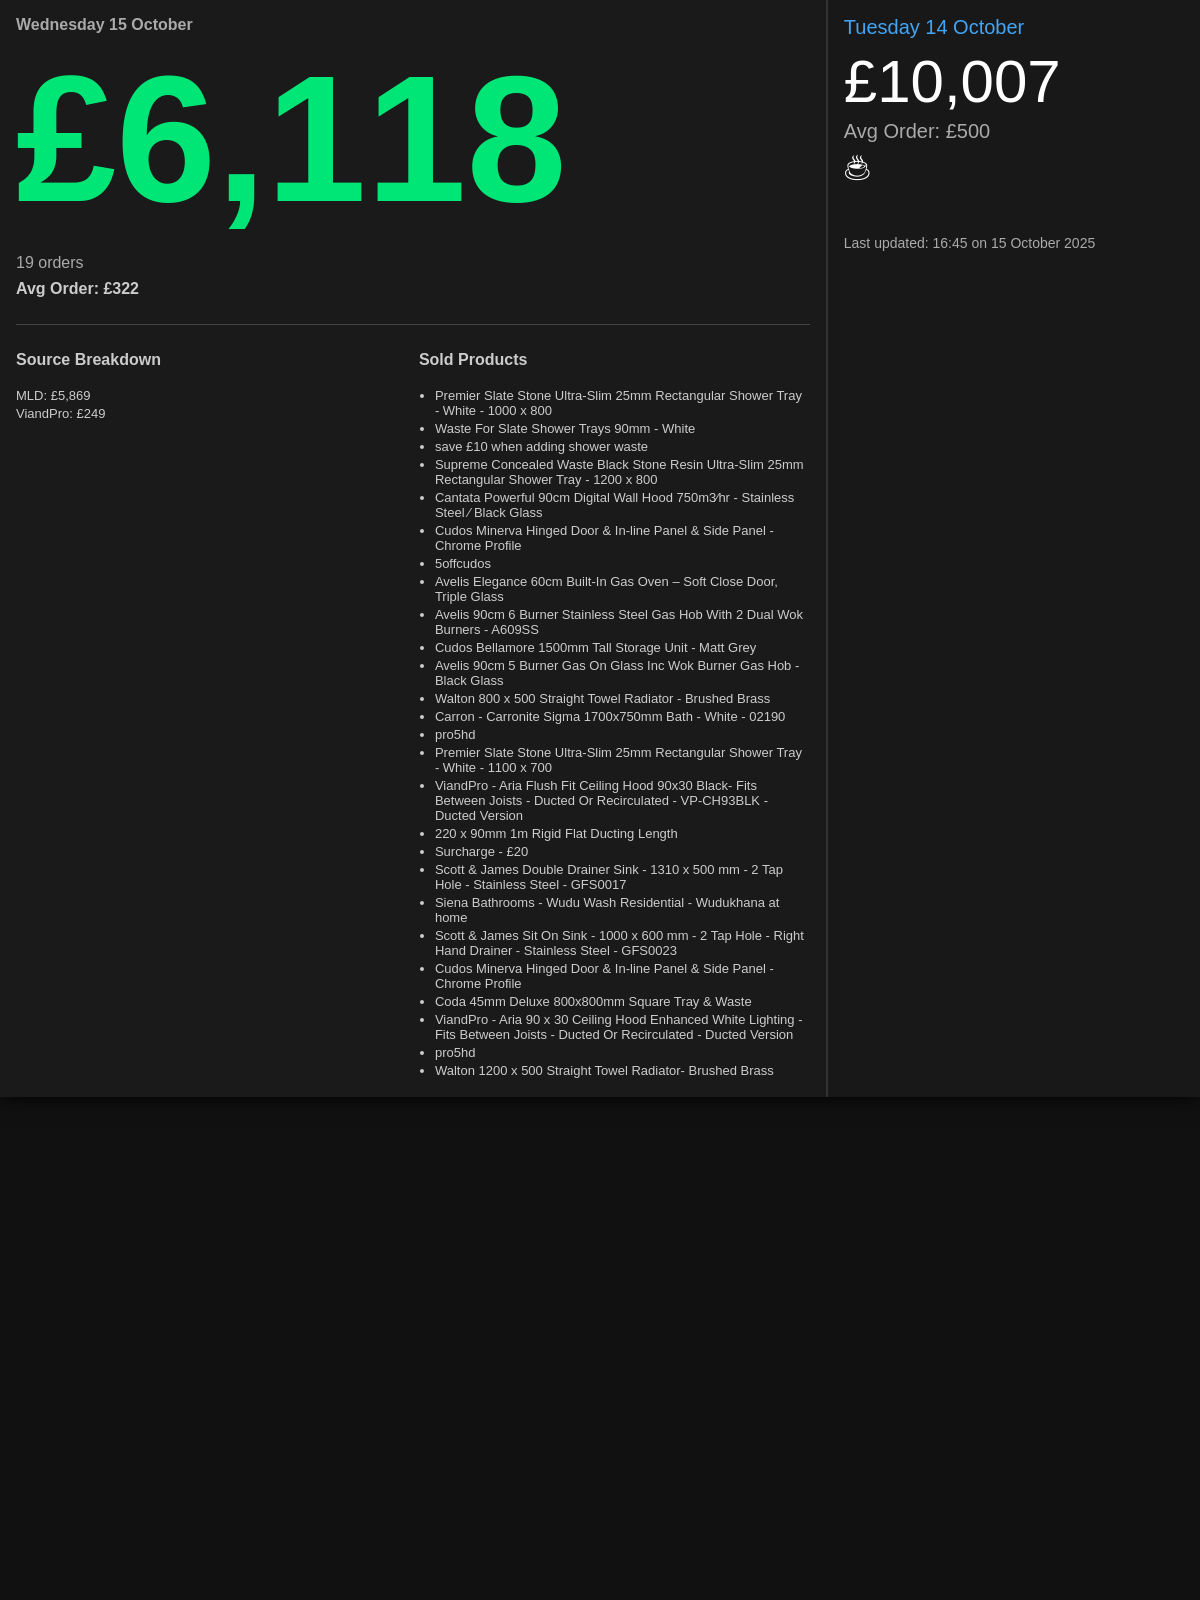 Wednesday 15 October
£6,118
19 orders
Avg Order: £322
Source Breakdown
MLD: £5,869
ViandPro: £249
Sold Products
• Premier Slate Stone Ultra-Slim 25mm Rectangular Shower Tray
- White - 1000 x 800
• Waste For Slate Shower Trays 90mm - White
• save £10 when adding shower waste
• Supreme Concealed Waste Black Stone Resin Ultra-Slim 25mm
Rectangular Shower Tray - 1200 x 800
• Cantata Powerful 90cm Digital Wall Hood 750m3⁄hr - Stainless
Steel ⁄ Black Glass
• Cudos Minerva Hinged Door & In-line Panel & Side Panel -
Chrome Profile
• 5offcudos
• Avelis Elegance 60cm Built-In Gas Oven – Soft Close Door,
Triple Glass
• Avelis 90cm 6 Burner Stainless Steel Gas Hob With 2 Dual Wok
Burners - A609SS
• Cudos Bellamore 1500mm Tall Storage Unit - Matt Grey
• Avelis 90cm 5 Burner Gas On Glass Inc Wok Burner Gas Hob -
Black Glass
• Walton 800 x 500 Straight Towel Radiator - Brushed Brass
• Carron - Carronite Sigma 1700x750mm Bath - White - 02190
• pro5hd
• Premier Slate Stone Ultra-Slim 25mm Rectangular Shower Tray
- White - 1100 x 700
• ViandPro - Aria Flush Fit Ceiling Hood 90x30 Black- Fits
Between Joists - Ducted Or Recirculated - VP-CH93BLK -
Ducted Version
• 220 x 90mm 1m Rigid Flat Ducting Length
• Surcharge - £20
• Scott & James Double Drainer Sink - 1310 x 500 mm - 2 Tap
Hole - Stainless Steel - GFS0017
• Siena Bathrooms - Wudu Wash Residential - Wudukhana at
home
• Scott & James Sit On Sink - 1000 x 600 mm - 2 Tap Hole - Right
Hand Drainer - Stainless Steel - GFS0023
• Cudos Minerva Hinged Door & In-line Panel & Side Panel -
Chrome Profile
• Coda 45mm Deluxe 800x800mm Square Tray & Waste
• ViandPro - Aria 90 x 30 Ceiling Hood Enhanced White Lighting -
Fits Between Joists - Ducted Or Recirculated - Ducted Version
• pro5hd
• Walton 1200 x 500 Straight Towel Radiator- Brushed Brass
Tuesday 14 October
£10,007
Avg Order: £500
☕
Last updated: 16:45 on 15 October 2025